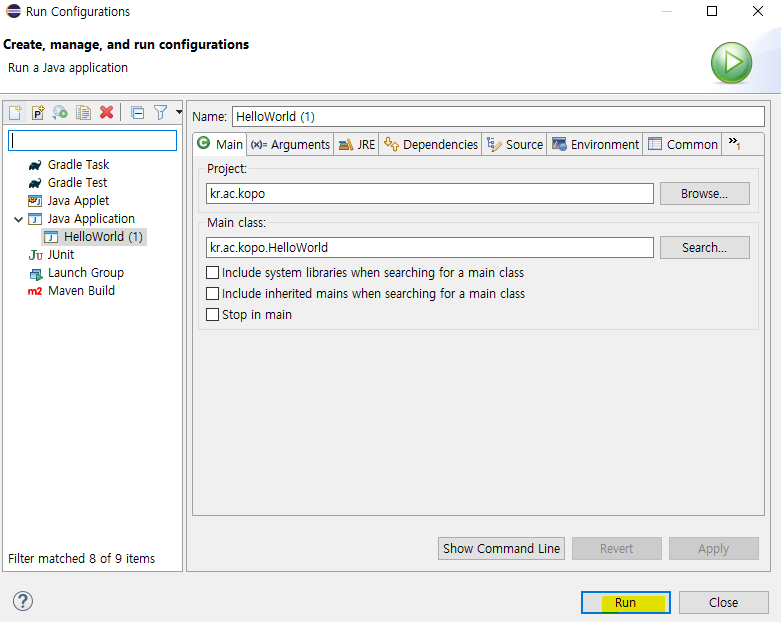 Run Configurations
Create, manage, and run configurations
Run a Java application
Name: HelloWorld (1)
Main (x)= Arguments JRE Dependencies Source Environment Common »1
Gradle Task
Gradle Test
Java Applet
Java Application
HelloWorld (1)
JUnit
Launch Group
m2 Maven Build
Filter matched 8 of 9 items
Project:
kr.ac.kopo Browse...
Main class:
kr.ac.kopo.HelloWorld Search...
Include system libraries when searching for a main class
Include inherited mains when searching for a main class
Stop in main
Show Command Line Revert Apply
? Run Close